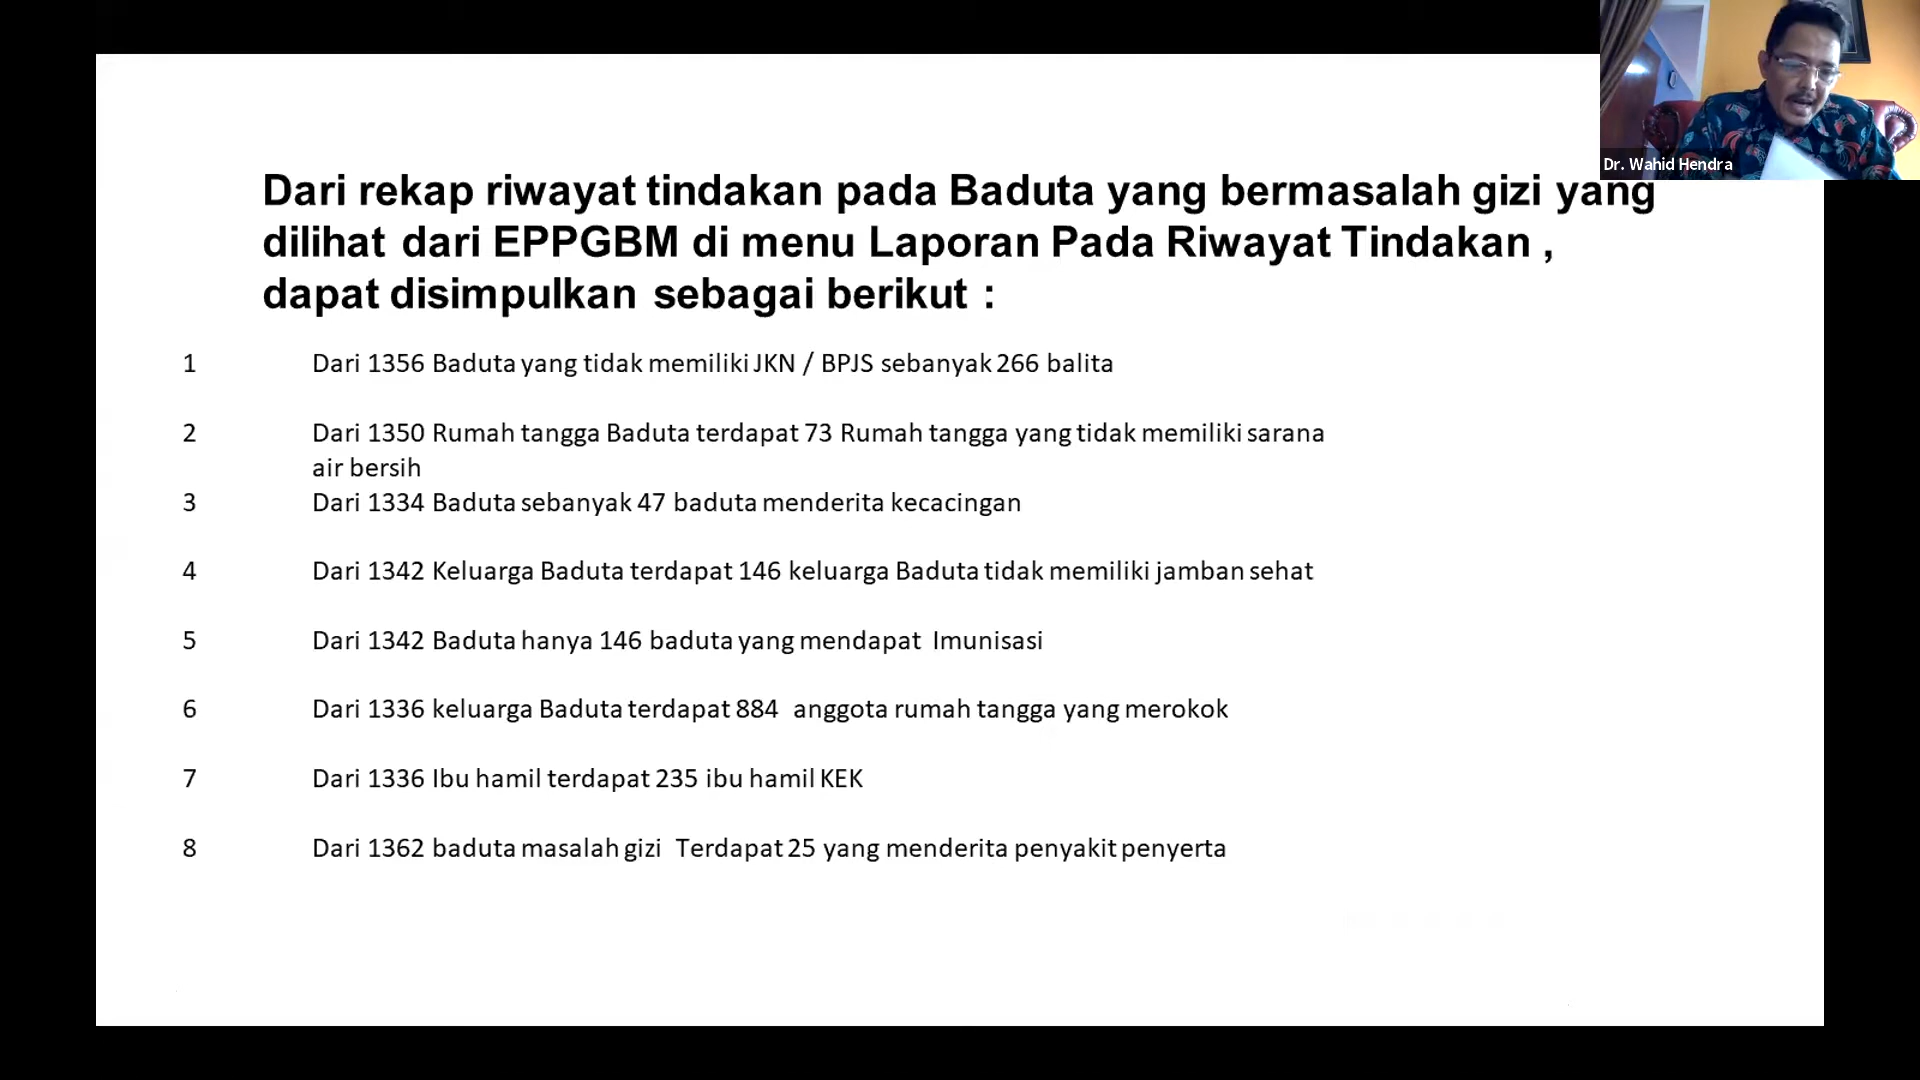 Dr. Wahid Hendra
Dari rekap riwayat tindakan pada Baduta yang bermasalah gizi yang
dilihat dari EPPGBM di menu Laporan Pada Riwayat Tindakan ,
dapat disimpulkan sebagai berikut :
1 Dari 1356 Baduta yang tidak memiliki JKN / BPJS sebanyak 266 balita
2 Dari 1350 Rumah tangga Baduta terdapat 73 Rumah tangga yang tidak memiliki sarana
air bersih
3 Dari 1334 Baduta sebanyak 47 baduta menderita kecacingan
4 Dari 1342 Keluarga Baduta terdapat 146 keluarga Baduta tidak memiliki jamban sehat
5 Dari 1342 Baduta hanya 146 baduta yang mendapat Imunisasi
6 Dari 1336 keluarga Baduta terdapat 884 anggota rumah tangga yang merokok
7 Dari 1336 Ibu hamil terdapat 235 ibu hamil KEK
8 Dari 1362 baduta masalah gizi Terdapat 25 yang menderita penyakit penyerta